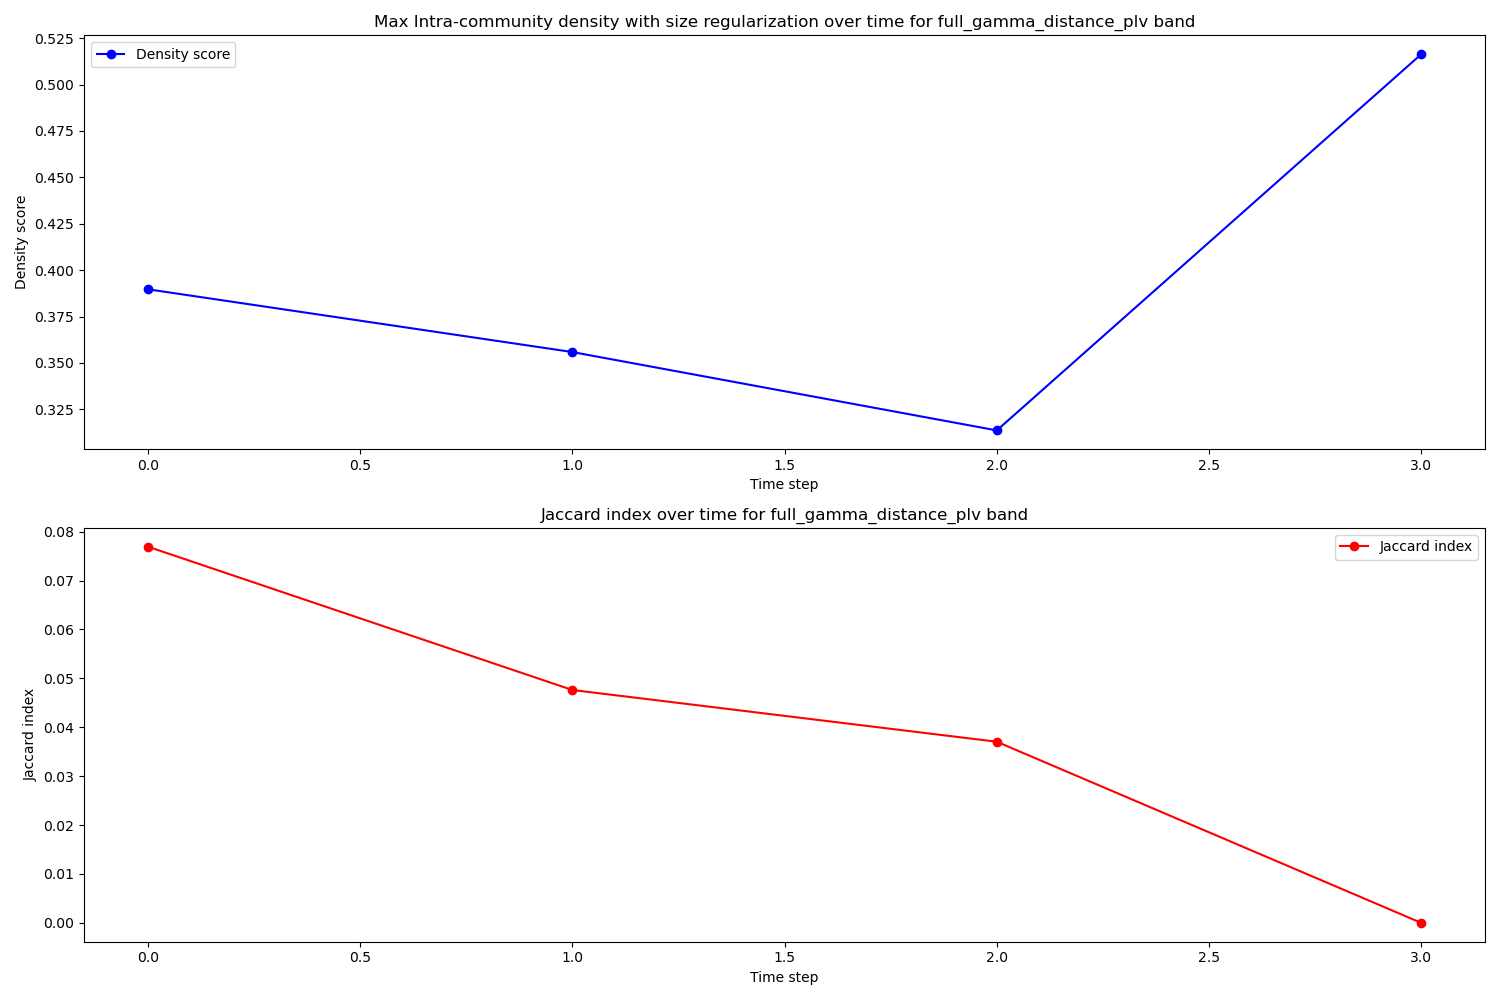 Max Intra-community density with size regularization over time for full_gamma_distance_plv band
0.525
Density score
0.500
0.475
0.450
0.425
Density score
0.400
0.375
0.350
0.325
0.0 0.5 1.0 1.5 2.0 2.5 3.0
Time step
Jaccard index over time for full_gamma_distance_plv band
0.08
Jaccard index
0.07
0.06
0.05
0.04
Jaccard index
0.03
0.02
0.01
0.00
0.0 0.5 1.0 1.5 2.0 2.5 3.0
Time step